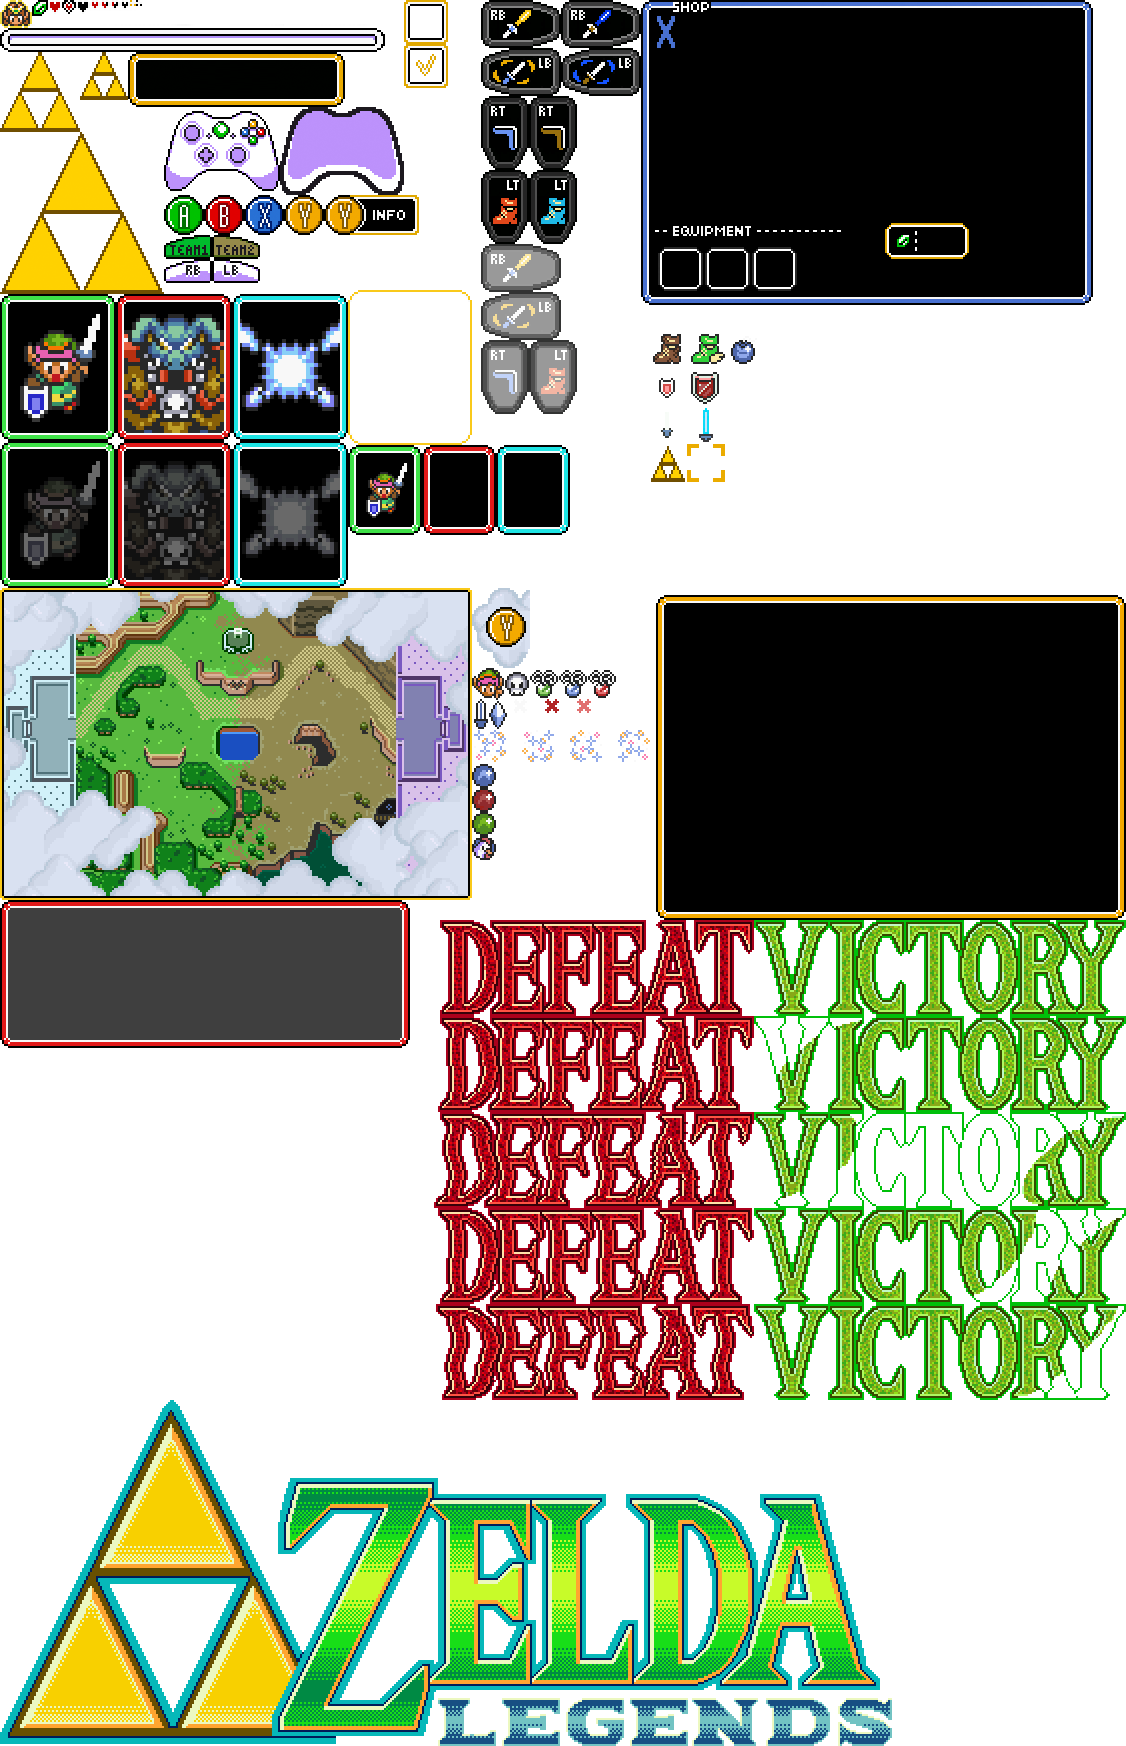 SHOP
X
RB
RB
LB
LB
RT
RT
LT
LT
A B X Y Y INFO
TEAM1 TEAM2
RB LB
EQUIPMENT
RB
LB
RT LT
Y
DEFEAT VICTORY
DEFEAT VICTORY
DEFEAT VICTORY
DEFEAT VICTORY
DEFEAT VICTORY
ZELDA
LEGENDS